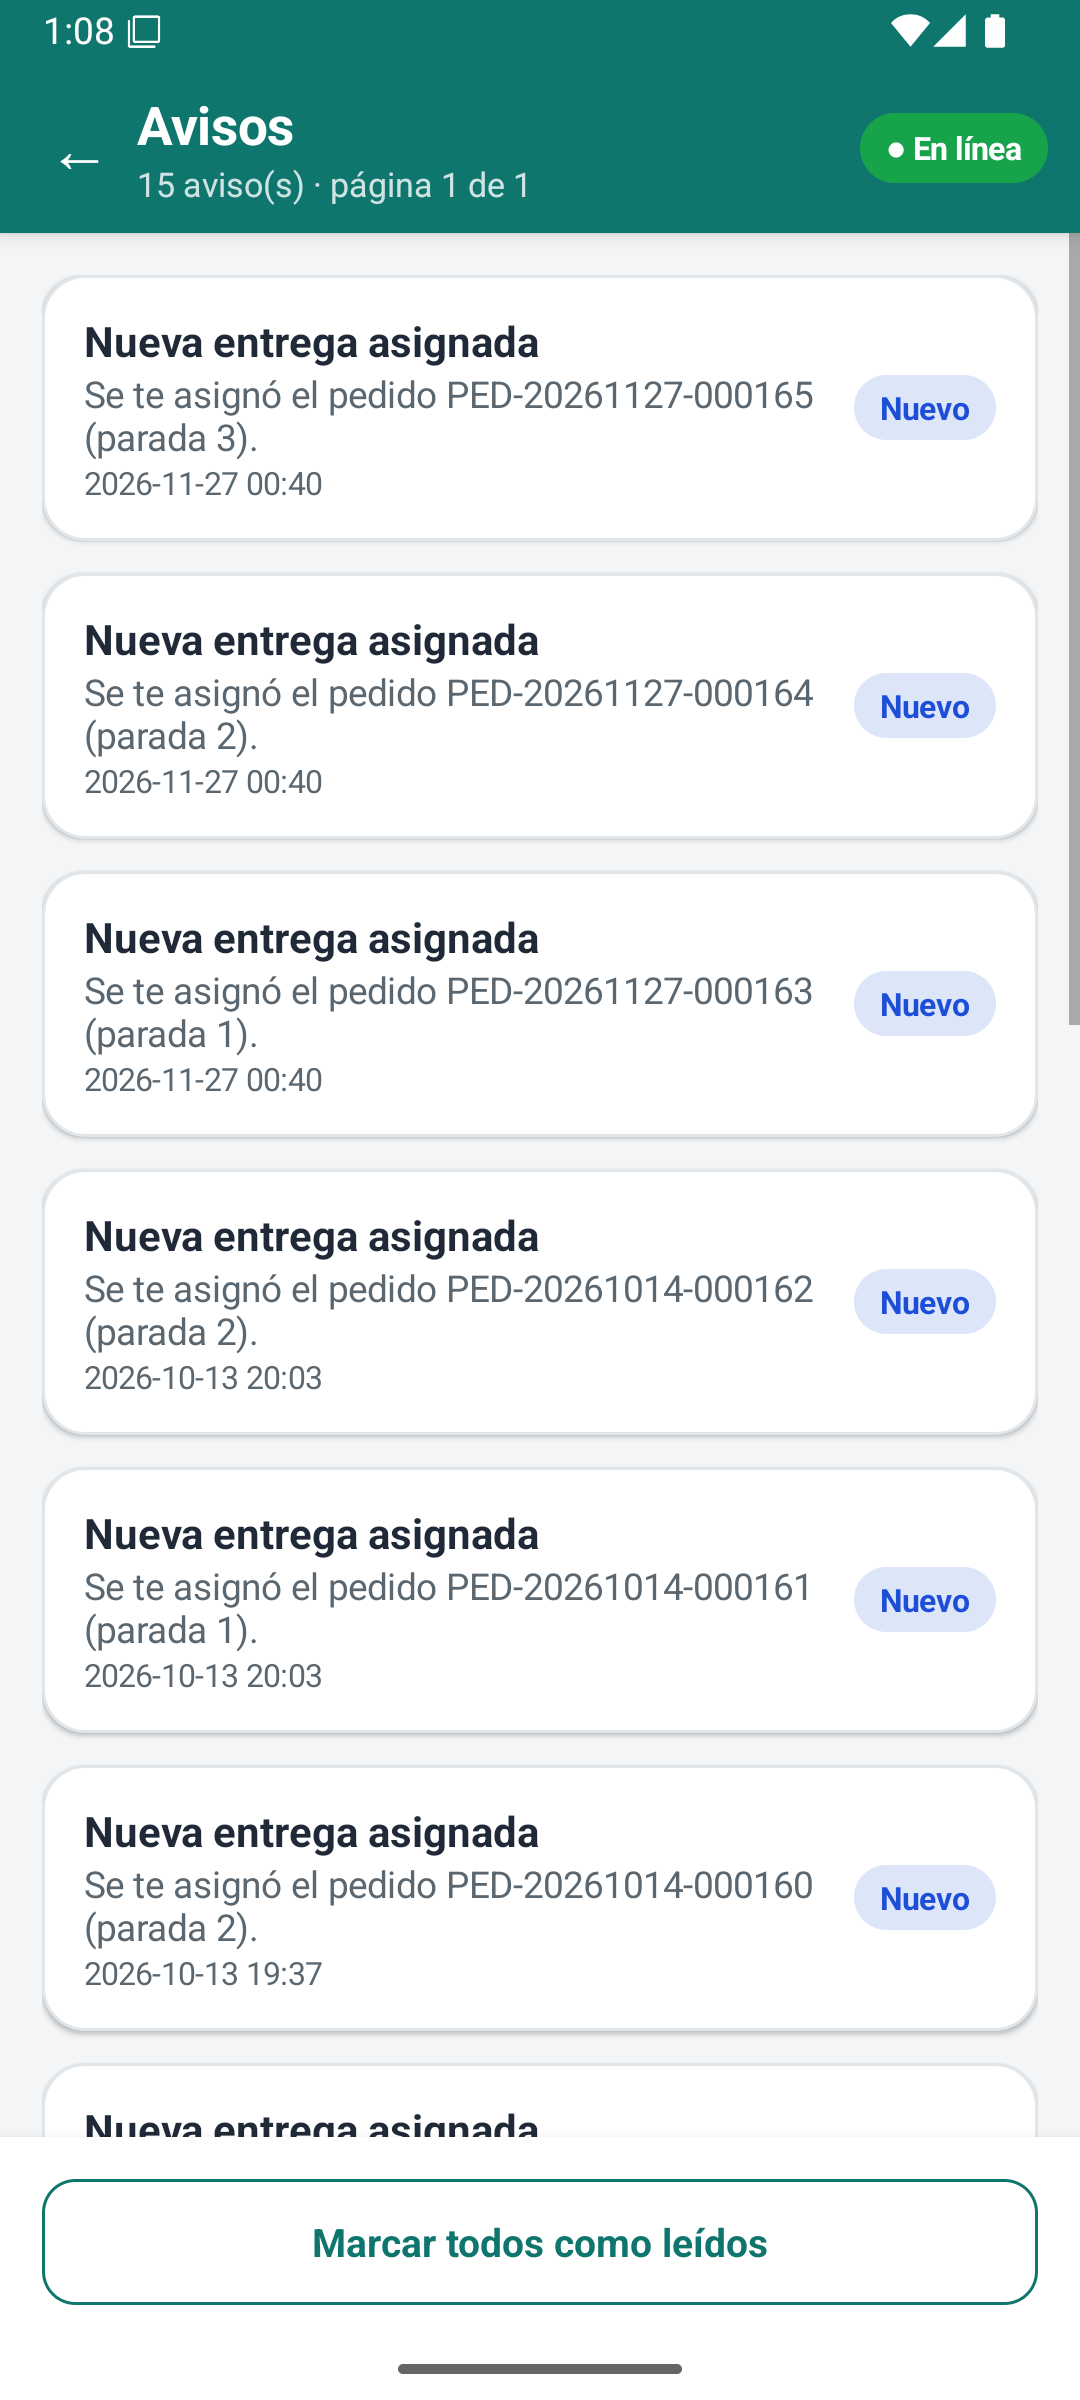 1:08
Avisos
15 aviso(s) · página 1 de 1
● En línea
Nueva entrega asignada
Se te asignó el pedido PED-20261127-000165
(parada 3).
2026-11-27 00:40
Nuevo
Nueva entrega asignada
Se te asignó el pedido PED-20261127-000164
(parada 2).
2026-11-27 00:40
Nuevo
Nueva entrega asignada
Se te asignó el pedido PED-20261127-000163
(parada 1).
2026-11-27 00:40
Nuevo
Nueva entrega asignada
Se te asignó el pedido PED-20261014-000162
(parada 2).
2026-10-13 20:03
Nuevo
Nueva entrega asignada
Se te asignó el pedido PED-20261014-000161
(parada 1).
2026-10-13 20:03
Nuevo
Nueva entrega asignada
Se te asignó el pedido PED-20261014-000160
(parada 2).
2026-10-13 19:37
Nuevo
Nueva entrega asignada
Marcar todos como leídos